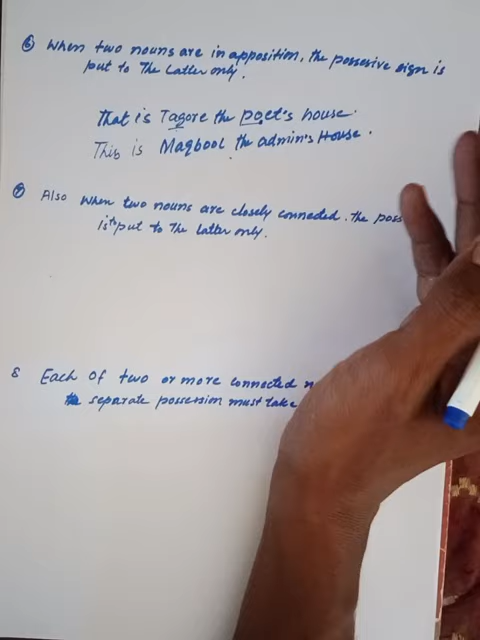 ⑥ When two nouns are in apposition, the possesive sign is
put to The Latter only.
That is Tagore the poet's house.
This is Maqbool the admin's House.
⑦ Also When two nouns are closely connected. the poss
is put to The Latter only.
8 Each of two or more connected n
separate possession must take